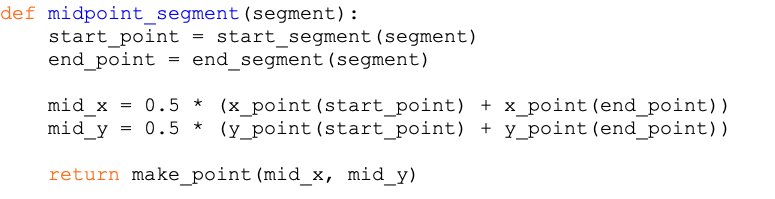 def midpoint_segment(segment):
    start_point = start_segment(segment)
    end_point = end_segment(segment)

    mid_x = 0.5 * (x_point(start_point) + x_point(end_point))
    mid_y = 0.5 * (y_point(start_point) + y_point(end_point))

    return make_point(mid_x, mid_y)